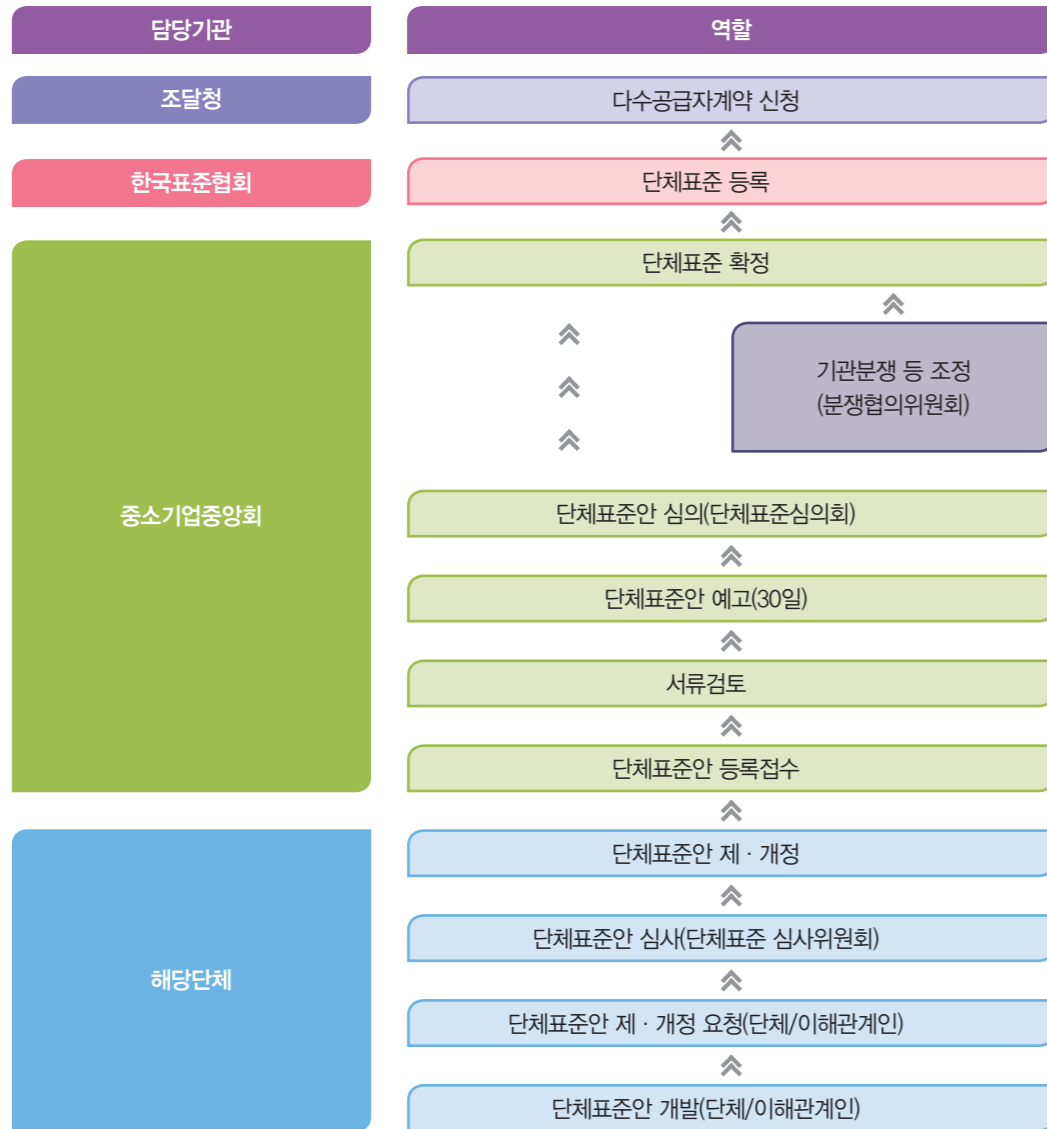 담당기관
역할
조달청
다수공급자계약 신청
한국표준협회
단체표준 등록
단체표준 확정
기관분쟁 등 조정
(분쟁협의위원회)
중소기업중앙회
단체표준안 심의(단체표준심의회)
단체표준안 예고(30일)
서류검토
단체표준안 등록접수
단체표준안 제 · 개정
단체표준안 심사(단체표준 심사위원회)
해당단체
단체표준안 제 · 개정 요청(단체/이해관계인)
단체표준안 개발(단체/이해관계인)